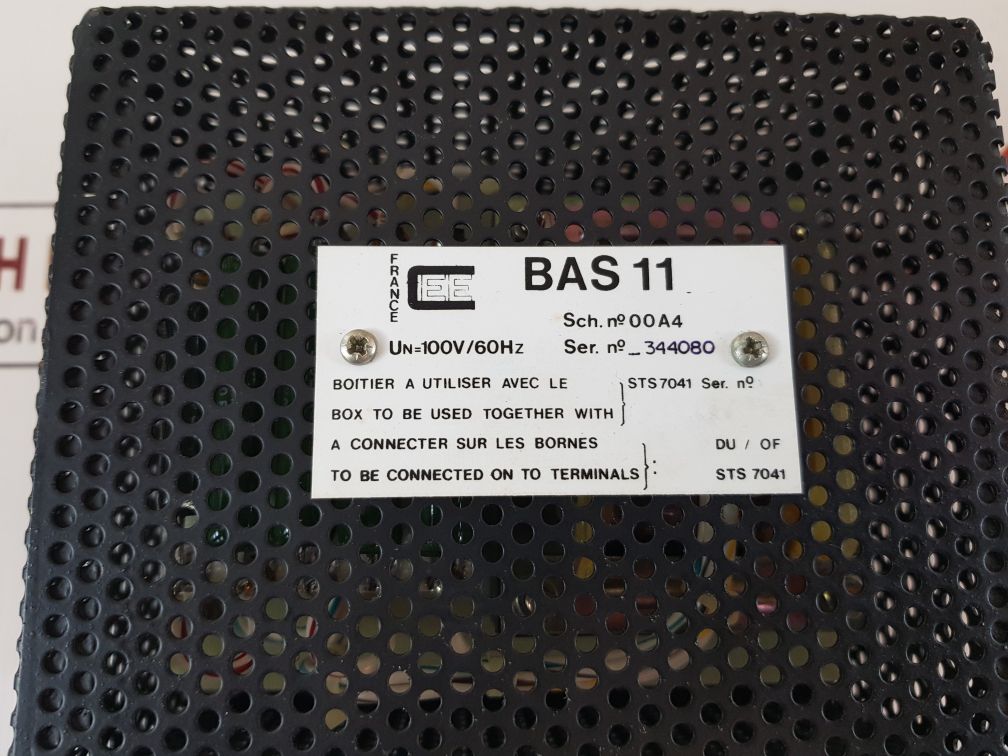 FRANCE
CEE
BAS 11
Sch. nº 00A4
UN=100V/60Hz Ser. nº 344080
BOITIER A UTILISER AVEC LE } STS 7041 Ser. nº
BOX TO BE USED TOGETHER WITH
A CONNECTER SUR LES BORNES } : DU / OF
TO BE CONNECTED ON TO TERMINALS STS 7041
H
on.